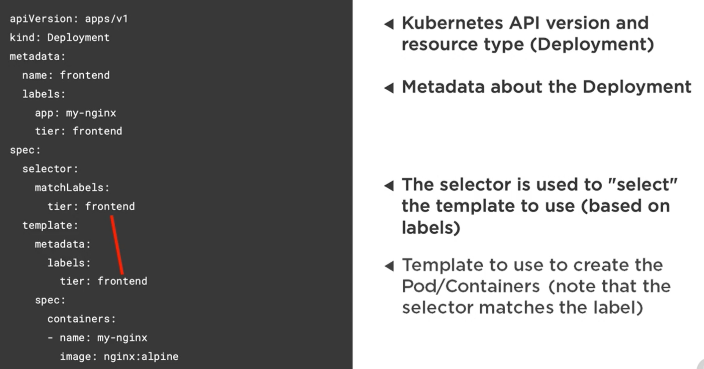 apiVersion: apps/v1
kind: Deployment
metadata:
  name: frontend
  labels:
    app: my-nginx
    tier: frontend
spec:
  selector:
    matchLabels:
      tier: frontend
  template:
    metadata:
      labels:
        tier: frontend
    spec:
      containers:
      - name: my-nginx
        image: nginx:alpine
◀ Kubernetes API version and
resource type (Deployment)
◀ Metadata about the Deployment
◀ The selector is used to "select"
the template to use (based on
labels)
◀ Template to use to create the
Pod/Containers (note that the
selector matches the label)